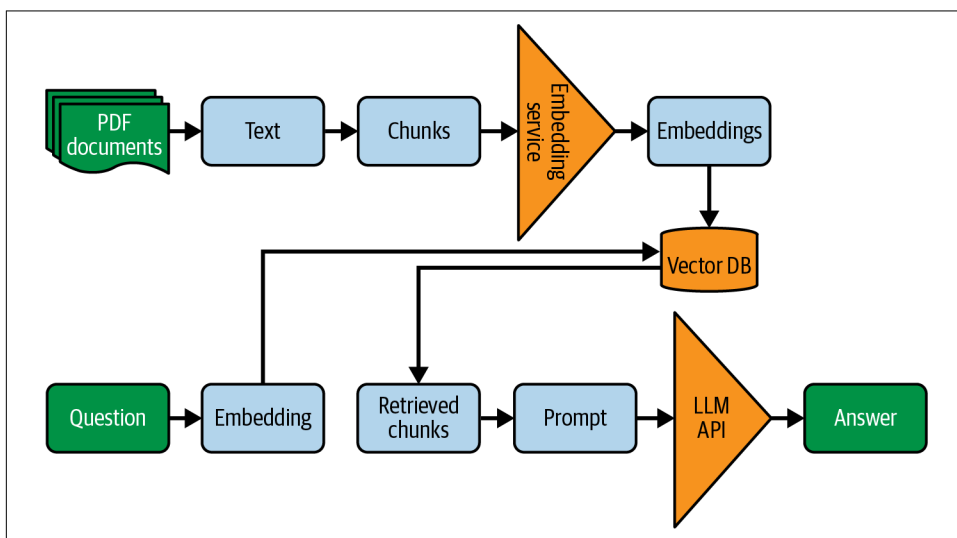 PDF
documents
Text
Chunks
Embedding
service
Embeddings
Vector DB
Question
Embedding
Retrieved
chunks
Prompt
LLM
API
Answer